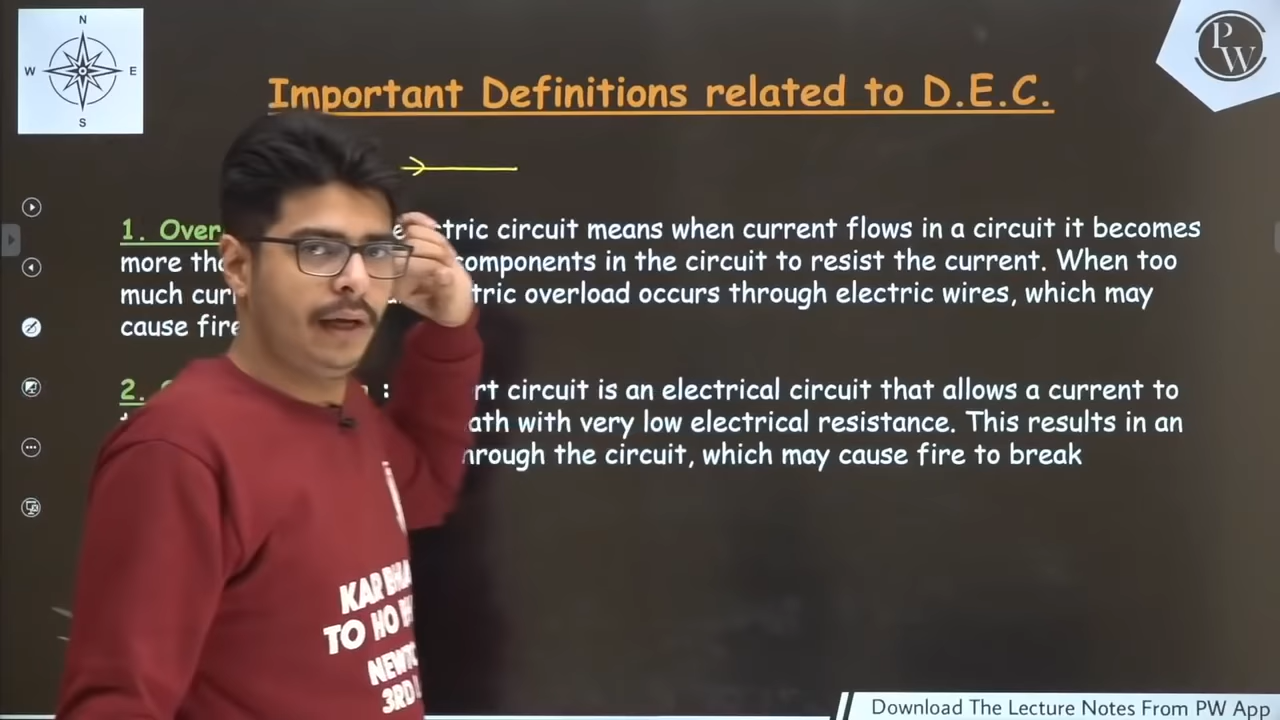 N
W E
S
PW
Important Definitions related to D.E.C.
1. Over ctric circuit means when current flows in a circuit it becomes
more components in the circuit to resist the current. When too
much tric overload occurs through electric wires, which may
cause fire
2. : rt circuit is an electrical circuit that allows a current to
ath with very low electrical resistance. This results in an
hrough the circuit, which may cause fire to break
KAR BHA
TO HO
NEWTO
3RD
Download The Lecture Notes From PW App